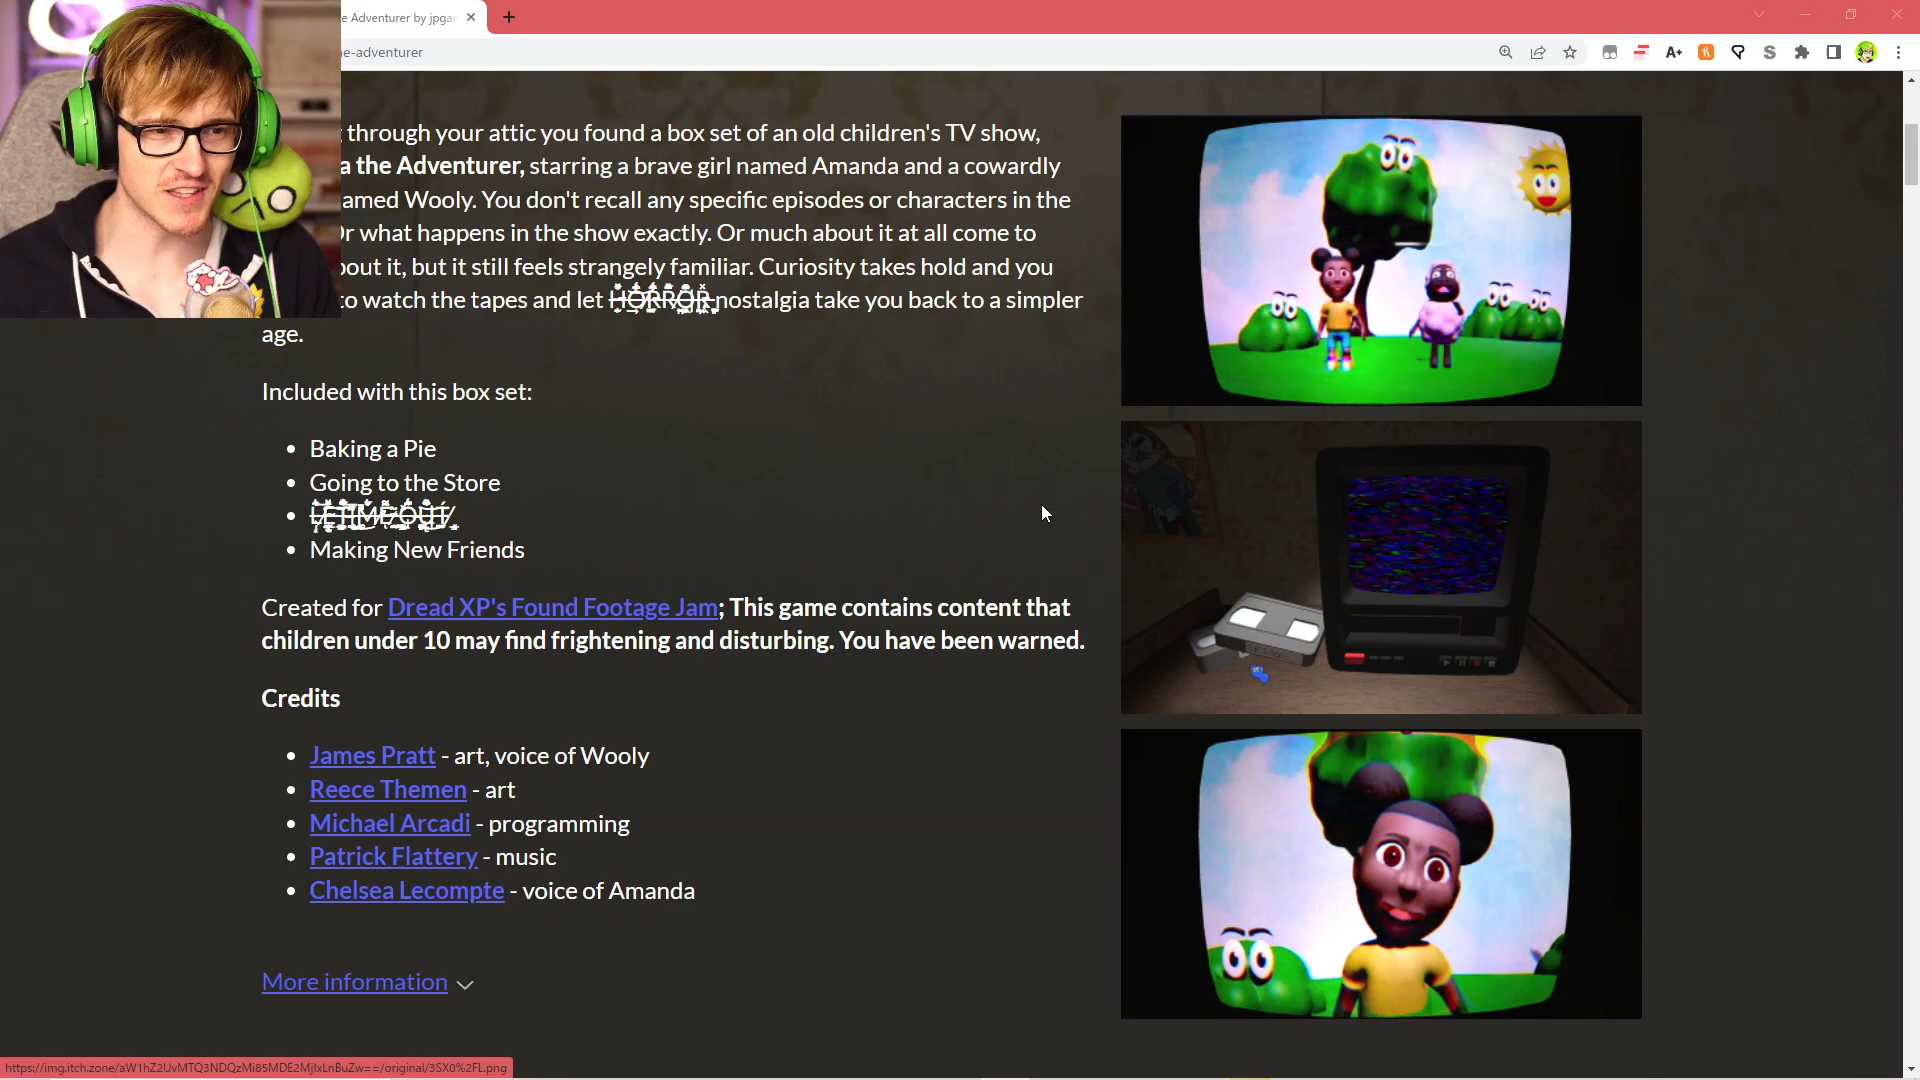 e Adventurer by jpga
ne-adventurer
through your attic you found a box set of an old children's TV show,
a the Adventurer, starring a brave girl named Amanda and a cowardly
amed Wooly. You don't recall any specific episodes or characters in the
Or what happens in the show exactly. Or much about it at all come to
bout it, but it still feels strangely familiar. Curiosity takes hold and you
to watch the tapes and let HORROR nostalgia take you back to a simpler
age.
Included with this box set:
Baking a Pie
Going to the Store
LET ME OUT
Making New Friends
Created for Dread XP's Found Footage Jam; This game contains content that
children under 10 may find frightening and disturbing. You have been warned.
Credits
James Pratt - art, voice of Wooly
Reece Themen - art
Michael Arcadi - programming
Patrick Flattery - music
Chelsea Lecompte - voice of Amanda
More information